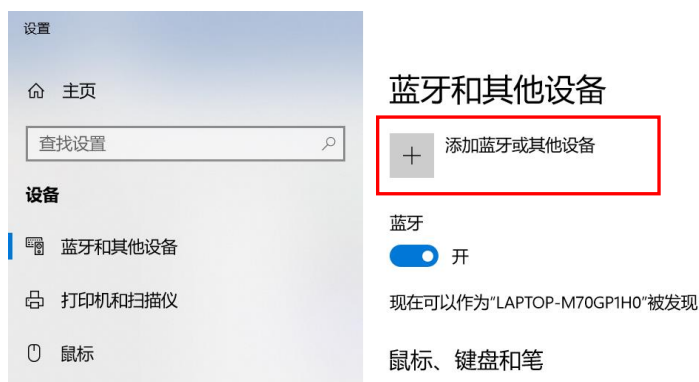 设置
主页
查找设置
设备
蓝牙和其他设备
打印机和扫描仪
鼠标
蓝牙和其他设备
添加蓝牙或其他设备
蓝牙
开
现在可以作为"LAPTOP-M70GP1H0"被发现
鼠标、键盘和笔